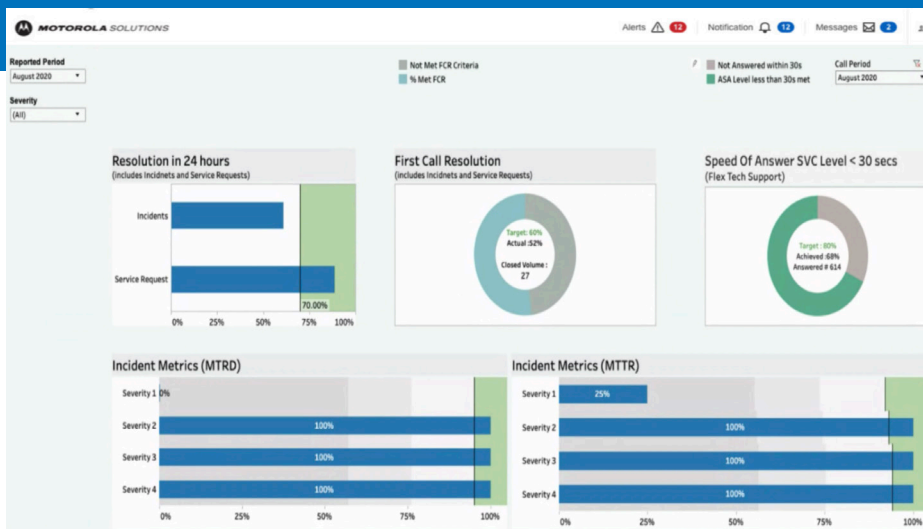 MOTOROLA SOLUTIONS
Alerts 12 Notification 12 Messages 2
Reported Period
August 2020
Severity
(All)
Not Met FCR Criteria
% Met FCR
Not Answered within 30s
ASA Level less than 30s met
Call Period
August 2020
Resolution in 24 hours
(includes Incidnets and Service Requests)
Incidents
Service Request
70.00%
0% 25% 50% 75% 100%
First Call Resolution
(includes Incidnets and Service Requests)
Target: 60%
Actual :52%
Closed Volume :
27
Speed Of Answer SVC Level < 30 secs
(Flex Tech Support)
Target : 80%
Achieved :68%
Answered # 614
Incident Metrics (MTRD)
Severity 1 0%
Severity 2 100%
Severity 3 100%
Severity 4 100%
0% 25% 50% 75% 100%
Incident Metrics (MTTR)
Severity 1 25%
Severity 2 100%
Severity 3 100%
Severity 4 100%
0% 25% 50% 75% 100%